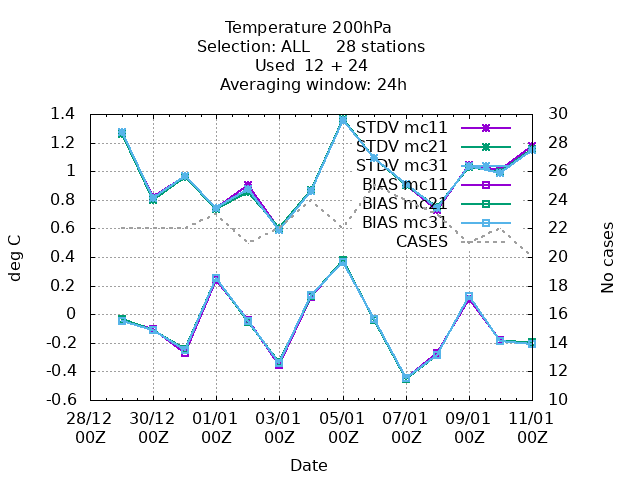 Temperature 200hPa
Selection: ALL     28 stations
Used  12 + 24
Averaging window: 24h
1.4
1.2
1
0.8
0.6
0.4
0.2
0
-0.2
-0.4
-0.6
deg C
STDV mc11
STDV mc21
STDV mc31
BIAS mc11
BIAS mc21
BIAS mc31
CASES
30
28
26
24
22
20
18
16
14
12
10
No cases
28/12 30/12 01/01 03/01 05/01 07/01 09/01 11/01
00Z 00Z 00Z 00Z 00Z 00Z 00Z 00Z
Date